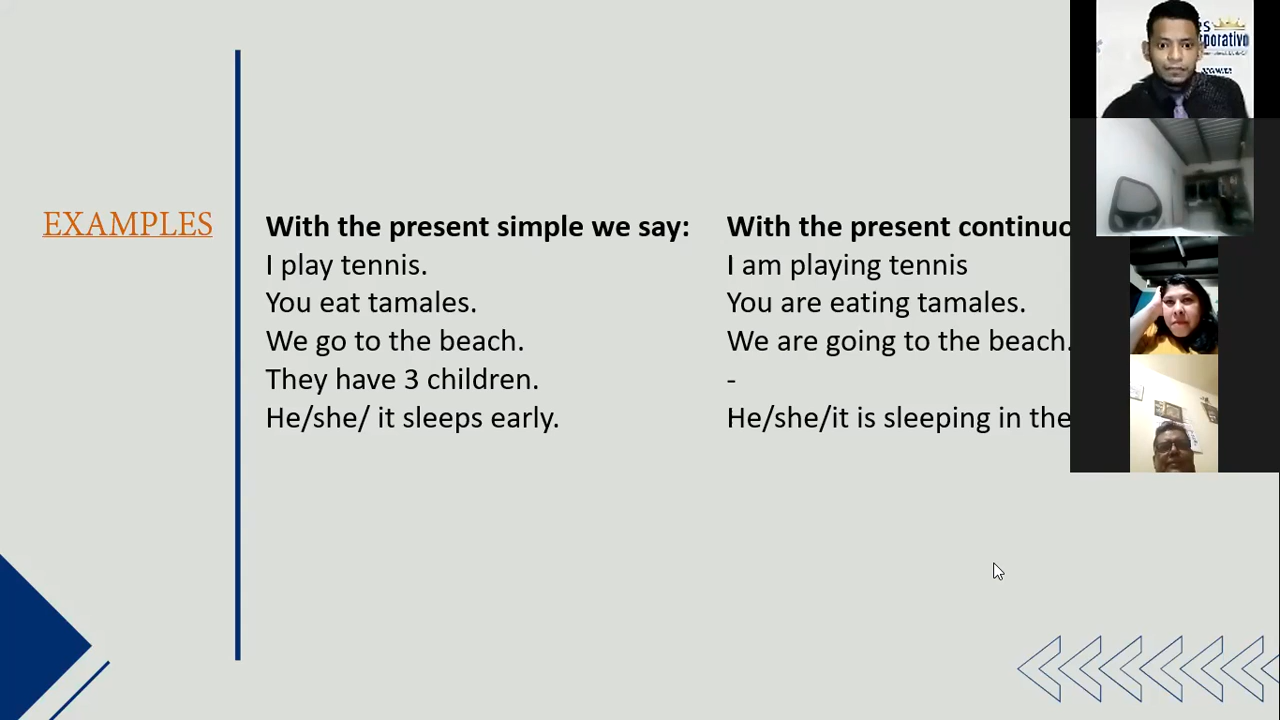 EXAMPLES
With the present simple we say:
I play tennis.
You eat tamales.
We go to the beach.
They have 3 children.
He/she/ it sleeps early.
With the present
I am playing tennis
You are eating tamales.
We are going to the beach.
-
He/she/it is sleeping in the